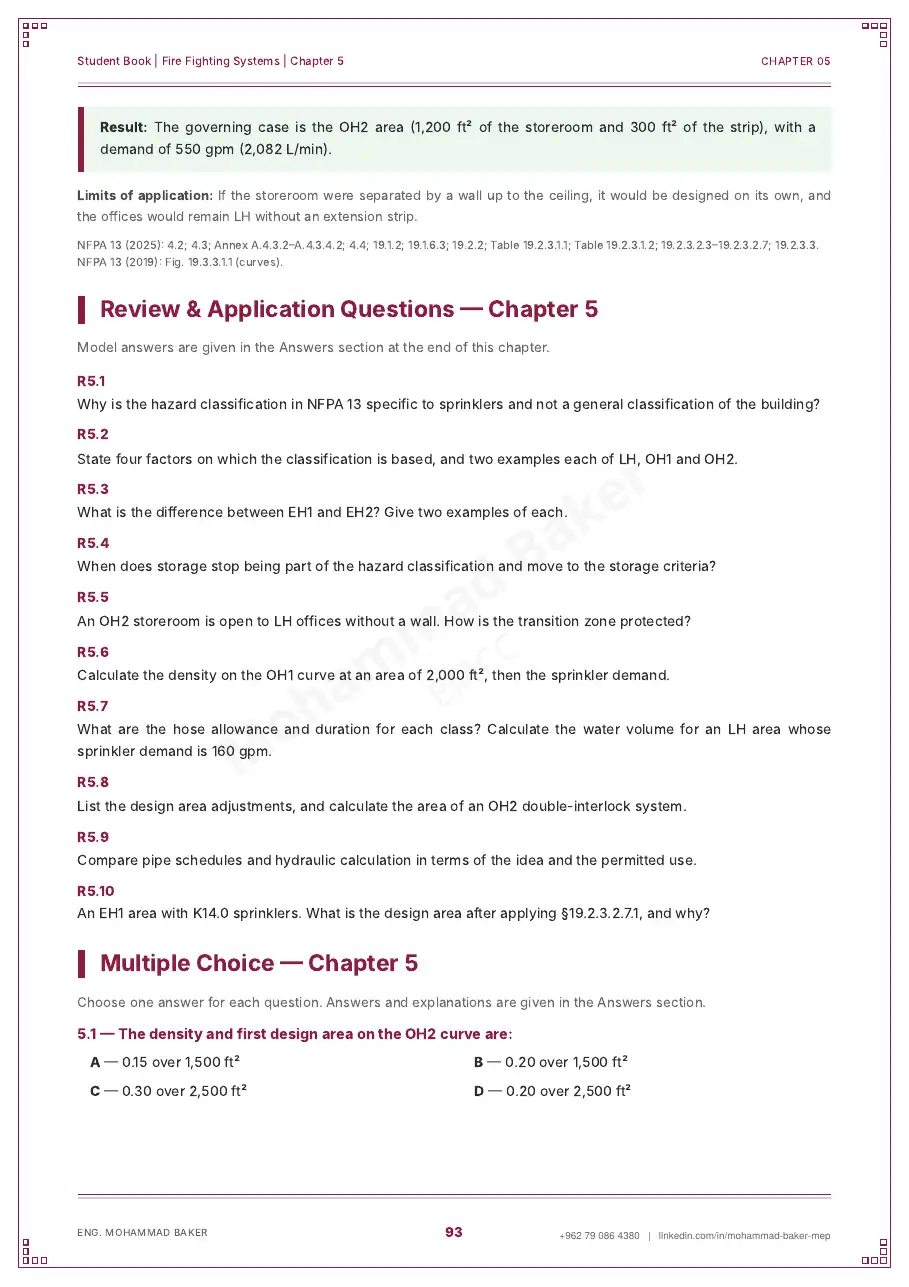 Student Book | Fire Fighting Systems | Chapter 5
CHAPTER 05
Result: The governing case is the OH2 area (1,200 ft² of the storeroom and 300 ft² of the strip), with a
demand of 550 gpm (2,082 L/min).
Limits of application: If the storeroom were separated by a wall up to the ceiling, it would be designed on its own, and
the offices would remain LH without an extension strip.
NFPA 13 (2025): 4.2; 4.3; Annex A.4.3.2–A.4.3.4.2; 4.4; 19.1.2; 19.1.6.3; 19.2.2; Table 19.2.3.1.1; Table 19.2.3.1.2; 19.2.3.2.3–19.2.3.2.7; 19.2.3.3.
NFPA 13 (2019): Fig. 19.3.3.1.1 (curves).
Review & Application Questions — Chapter 5
Model answers are given in the Answers section at the end of this chapter.
R5.1
Why is the hazard classification in NFPA 13 specific to sprinklers and not a general classification of the building?
R5.2
State four factors on which the classification is based, and two examples each of LH, OH1 and OH2.
R5.3
What is the difference between EH1 and EH2? Give two examples of each.
R5.4
When does storage stop being part of the hazard classification and move to the storage criteria?
R5.5
An OH2 storeroom is open to LH offices without a wall. How is the transition zone protected?
R5.6
Calculate the density on the OH1 curve at an area of 2,000 ft², then the sprinkler demand.
R5.7
What are the hose allowance and duration for each class? Calculate the water volume for an LH area whose
sprinkler demand is 160 gpm.
R5.8
List the design area adjustments, and calculate the area of an OH2 double-interlock system.
R5.9
Compare pipe schedules and hydraulic calculation in terms of the idea and the permitted use.
R5.10
An EH1 area with K14.0 sprinklers. What is the design area after applying §19.2.3.2.7.1, and why?
Multiple Choice — Chapter 5
Choose one answer for each question. Answers and explanations are given in the Answers section.
5.1 — The density and first design area on the OH2 curve are:
A — 0.15 over 1,500 ft²
B — 0.20 over 1,500 ft²
C — 0.30 over 2,500 ft²
D — 0.20 over 2,500 ft²
Mohammad Baker
EPCC
ENG. MOHAMMAD BAKER
93
+962 79 086 4380 | linkedin.com/in/mohammad-baker-mep